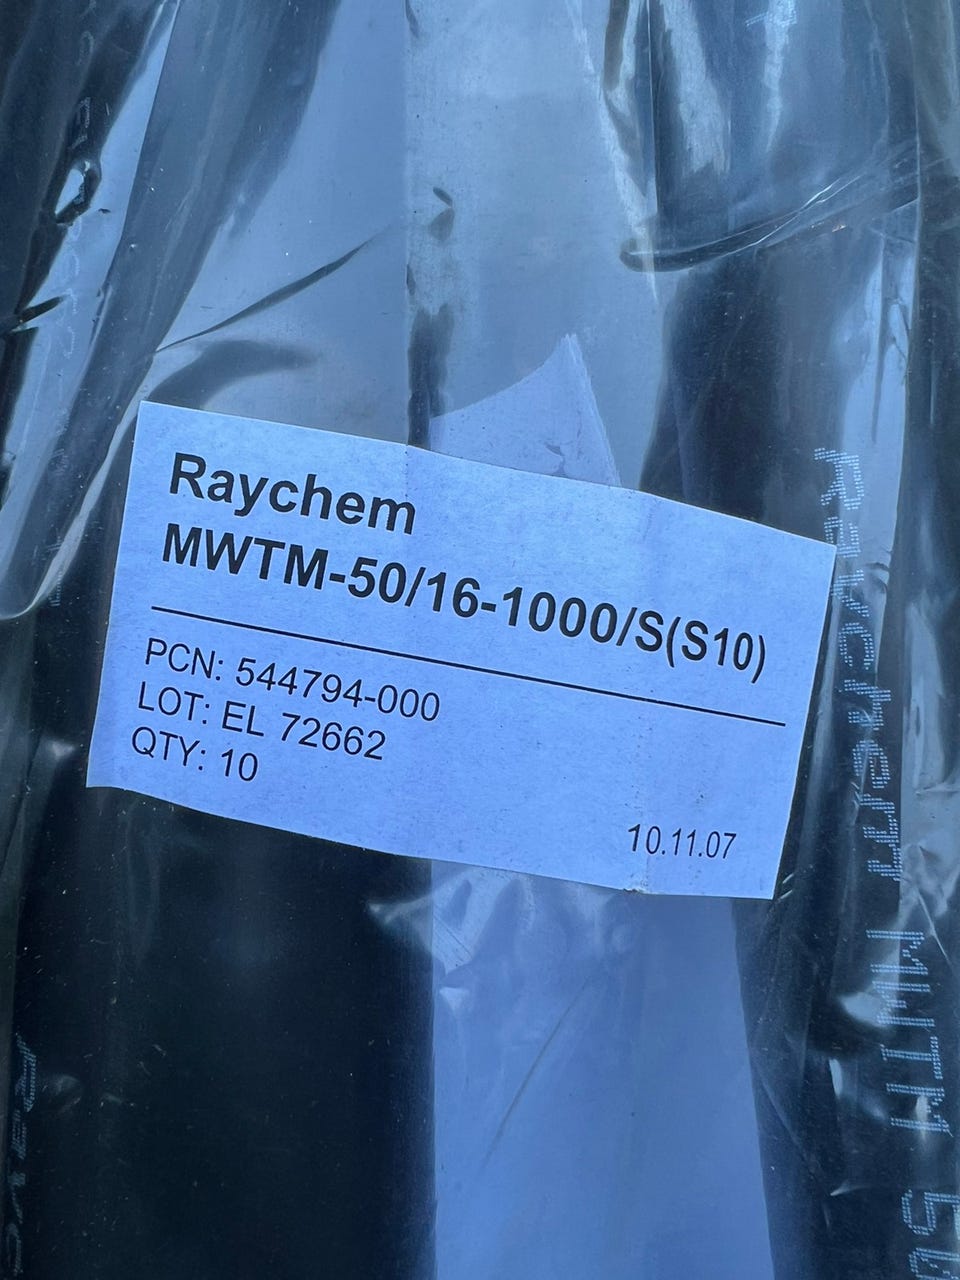 Raychem
MWTM-50/16-1000/S(S10)
PCN: 544794-000
LOT: EL 72662
QTY: 10
10.11.07
Raychem MWTM 50